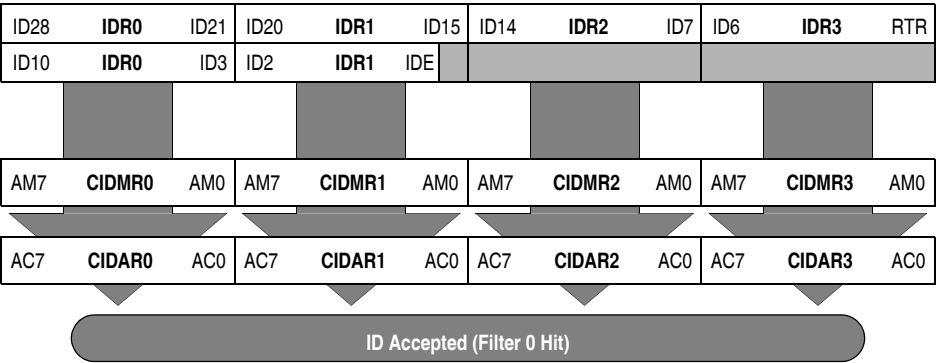 ID28 IDR0 ID21 ID20 IDR1 ID15 ID14 IDR2 ID7 ID6 IDR3 RTR
ID10 IDR0 ID3 ID2 IDR1 IDE
AM7 CIDMR0 AM0 AM7 CIDMR1 AM0 AM7 CIDMR2 AM0 AM7 CIDMR3 AM0
AC7 CIDAR0 AC0 AC7 CIDAR1 AC0 AC7 CIDAR2 AC0 AC7 CIDAR3 AC0
ID Accepted (Filter 0 Hit)